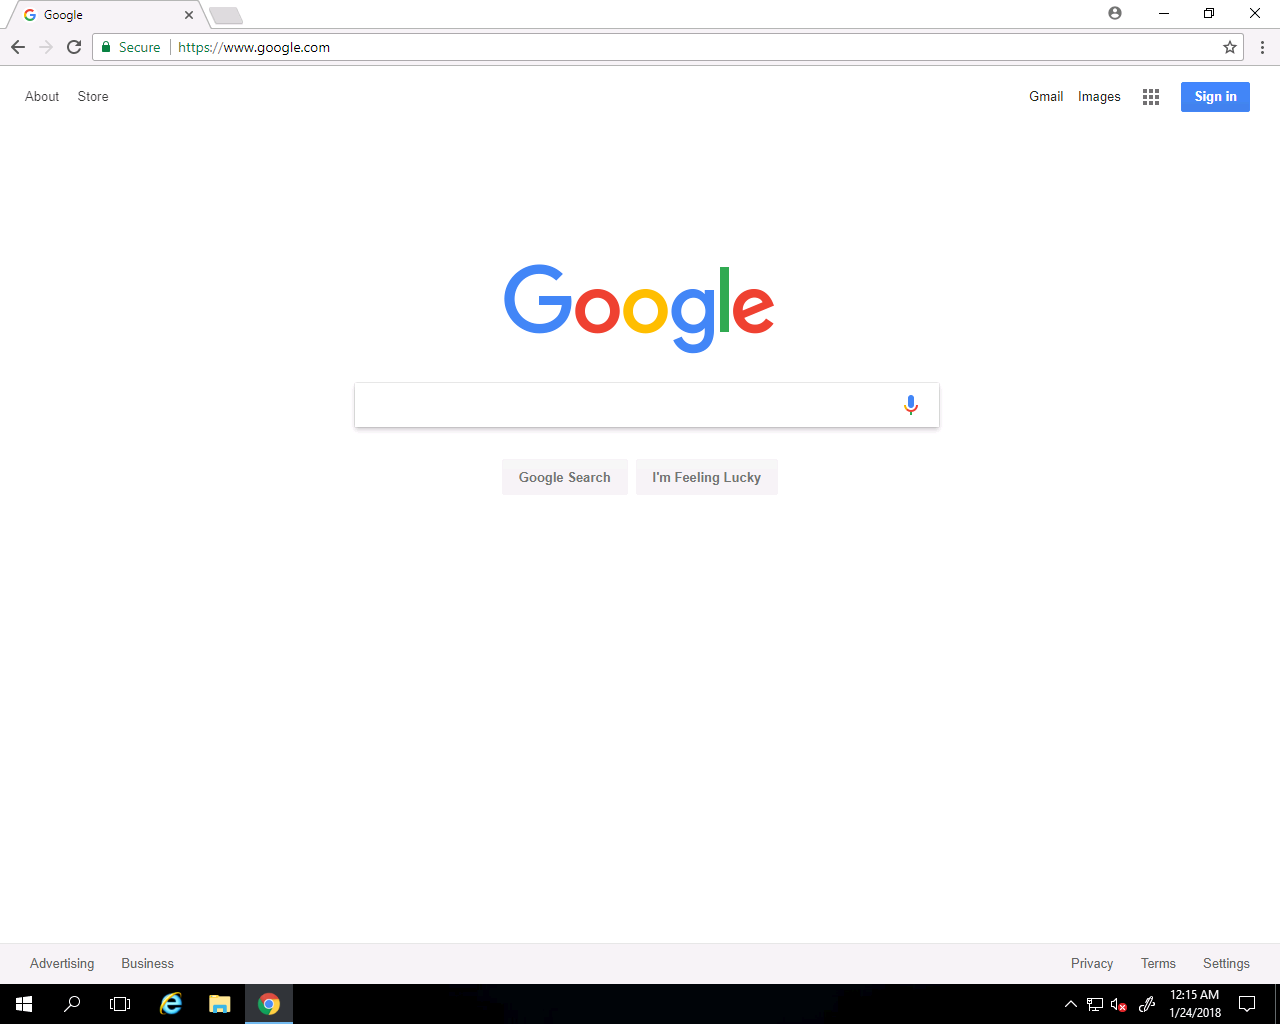 Google
Secure https://www.google.com
About Store
Gmail Images Sign in
Google
Google Search I'm Feeling Lucky
Advertising Business
Privacy Terms Settings
12:15 AM
1/24/2018